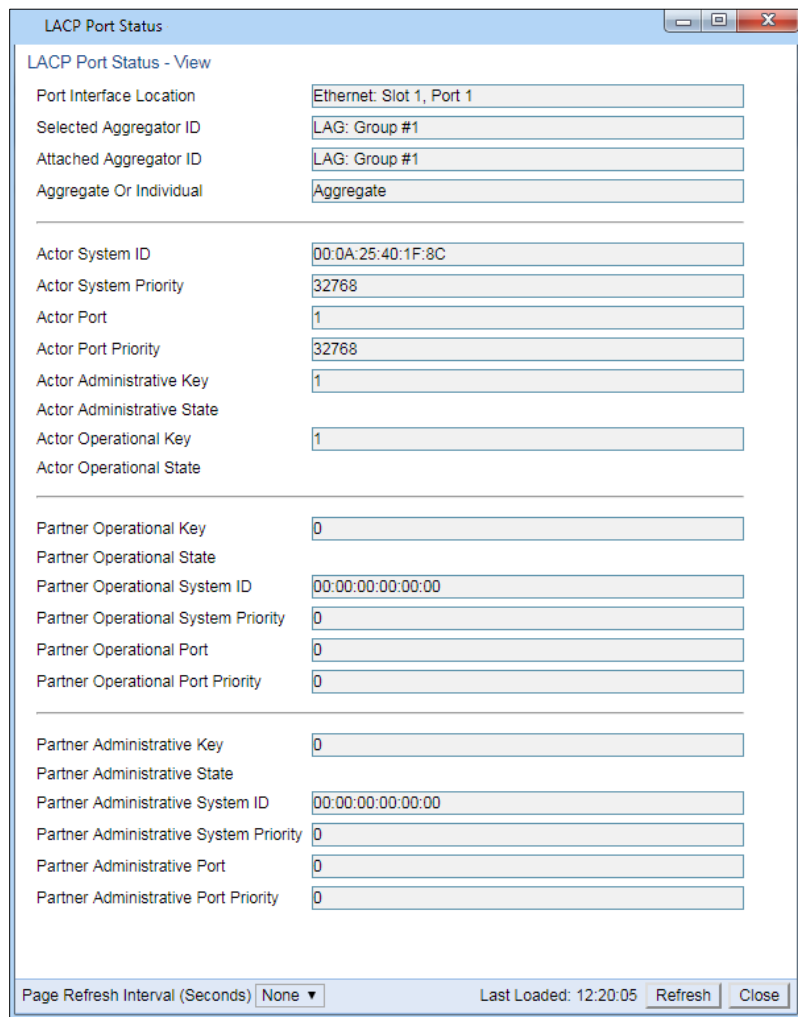 LACP Port Status
LACP Port Status - View
Port Interface Location Ethernet: Slot 1, Port 1
Selected Aggregator ID LAG: Group #1
Attached Aggregator ID LAG: Group #1
Aggregate Or Individual Aggregate
Actor System ID 00:0A:25:40:1F:8C
Actor System Priority 32768
Actor Port 1
Actor Port Priority 32768
Actor Administrative Key 1
Actor Administrative State
Actor Operational Key 1
Actor Operational State
Partner Operational Key 0
Partner Operational State
Partner Operational System ID 00:00:00:00:00:00
Partner Operational System Priority 0
Partner Operational Port 0
Partner Operational Port Priority 0
Partner Administrative Key 0
Partner Administrative State
Partner Administrative System ID 00:00:00:00:00:00
Partner Administrative System Priority 0
Partner Administrative Port 0
Partner Administrative Port Priority 0
Page Refresh Interval (Seconds) None Last Loaded: 12:20:05 Refresh Close